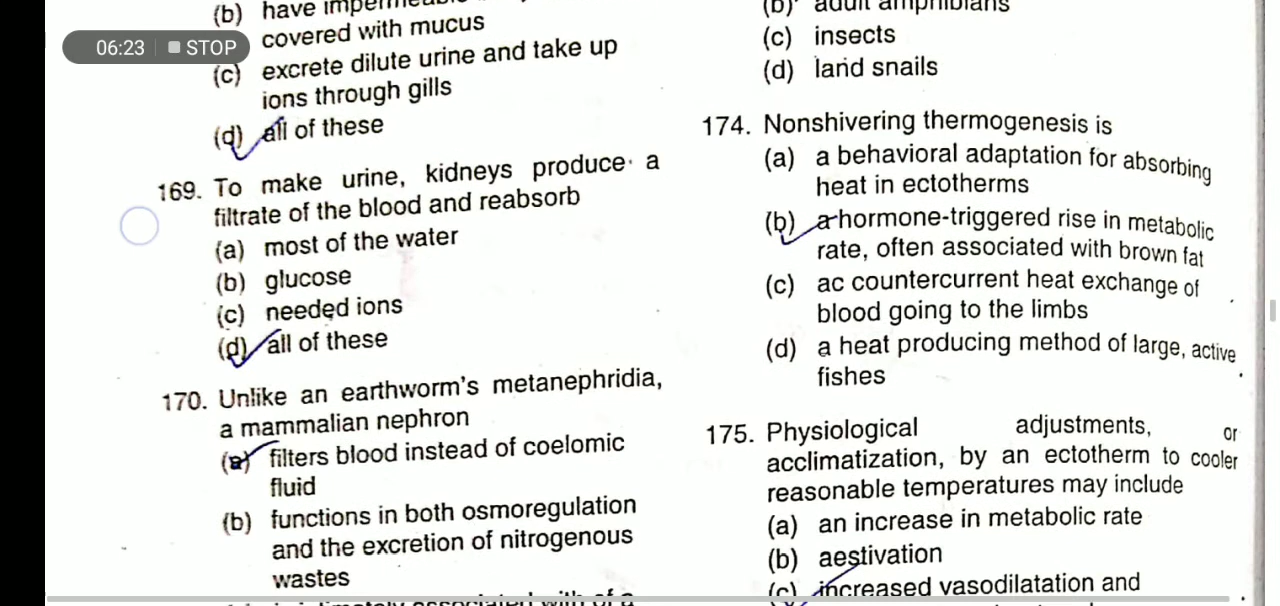 06:23 STOP
(b) have
covered with mucus
(c) excrete dilute urine and take up
ions through gills
(d) all of these
169. To make urine, kidneys produce a
filtrate of the blood and reabsorb
(a) most of the water
(b) glucose
(c) needed ions
(d) all of these
170. Unlike an earthworm's metanephridia,
a mammalian nephron
(a) filters blood instead of coelomic
fluid
(b) functions in both osmoregulation
and the excretion of nitrogenous
wastes
(b) adult amphibians
(c) insects
(d) land snails
174. Nonshivering thermogenesis is
(a) a behavioral adaptation for absorbing
heat in ectotherms
(b) a hormone-triggered rise in metabolic
rate, often associated with brown fat
(c) ac countercurrent heat exchange of
blood going to the limbs
(d) a heat producing method of large, active
fishes
175. Physiological adjustments, or
acclimatization, by an ectotherm to cooler
reasonable temperatures may include
(a) an increase in metabolic rate
(b) aestivation
(c) increased vasodilatation and